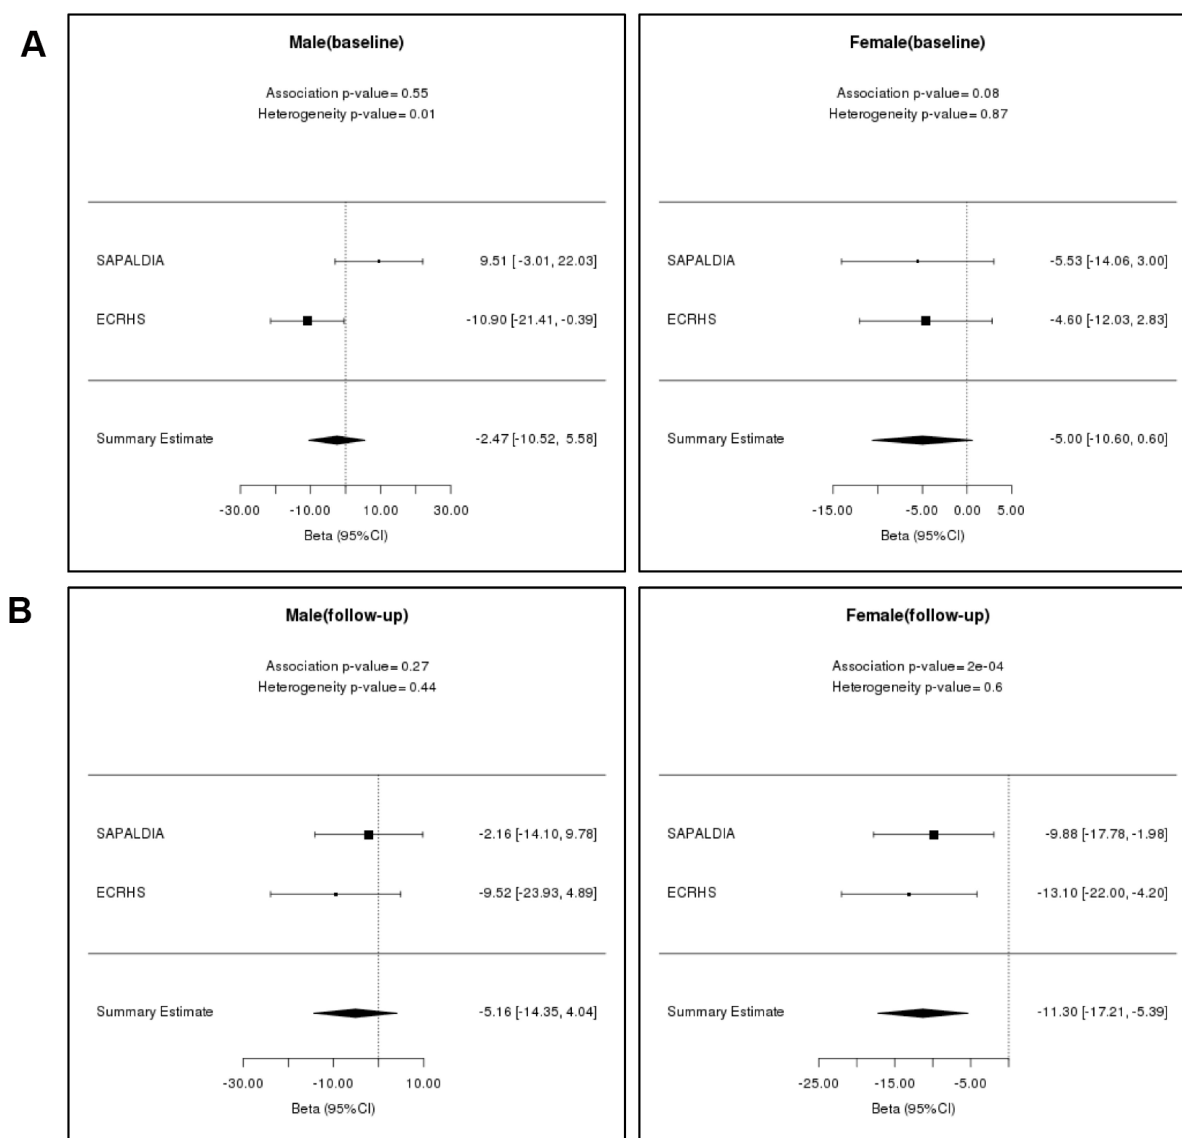 A
Male(baseline)
Association p-value= 0.55
Heterogeneity p-value= 0.01
SAPALDIA 9.51 [ -3.01, 22.03]
ECRHS -10.90 [-21.41, -0.39]
Summary Estimate -2.47 [-10.52, 5.58]
-30.00 -10.00 10.00 30.00
Beta (95%CI)
Female(baseline)
Association p-value= 0.08
Heterogeneity p-value= 0.87
SAPALDIA -5.53 [-14.06, 3.00]
ECRHS -4.60 [-12.03, 2.83]
Summary Estimate -5.00 [-10.60, 0.60]
-15.00 -5.00 0.00 5.00
Beta (95%CI)
B
Male(follow-up)
Association p-value= 0.27
Heterogeneity p-value= 0.44
SAPALDIA -2.16 [-14.10, 9.78]
ECRHS -9.52 [-23.93, 4.89]
Summary Estimate -5.16 [-14.35, 4.04]
-30.00 -10.00 10.00
Beta (95%CI)
Female(follow-up)
Association p-value= 2e-04
Heterogeneity p-value= 0.6
SAPALDIA -9.88 [-17.78, -1.98]
ECRHS -13.10 [-22.00, -4.20]
Summary Estimate -11.30 [-17.21, -5.39]
-25.00 -15.00 -5.00
Beta (95%CI)